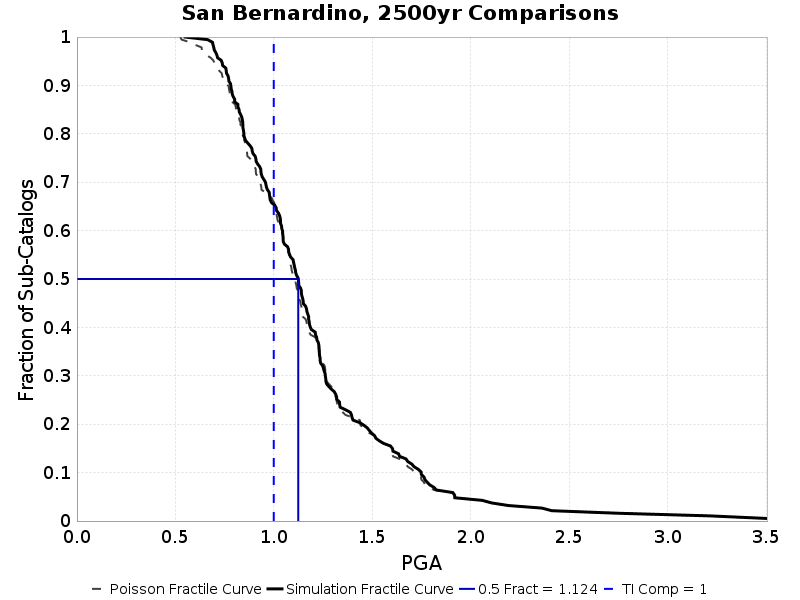 San Bernardino, 2500yr Comparisons
Fraction of Sub-Catalogs
1
0.9
0.8
0.7
0.6
0.5
0.4
0.3
0.2
0.1
0
0.0 0.5 1.0 1.5 2.0 2.5 3.0 3.5
PGA
Poisson Fractile Curve Simulation Fractile Curve 0.5 Fract = 1.124 TI Comp = 1